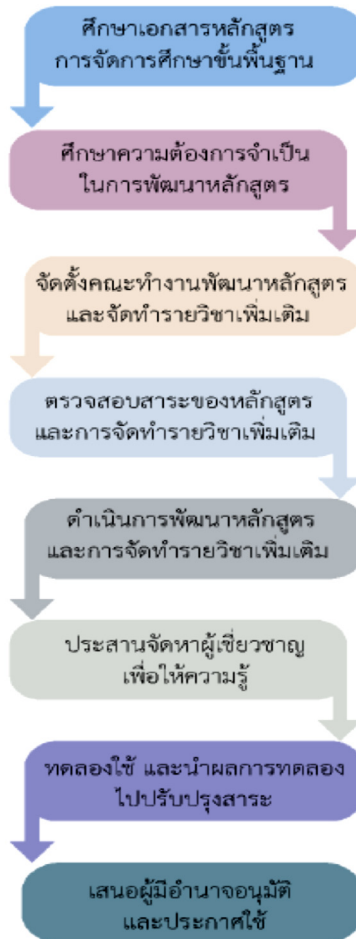 ศึกษาเอกสารหลักสูตร
การจัดการศึกษาขั้นพื้นฐาน
ศึกษาความต้องการจำเป็น
ในการพัฒนาหลักสูตร
จัดตั้งคณะทำงานพัฒนาหลักสูตร
และจัดทำรายวิชาเพิ่มเติม
ตรวจสอบสาระของหลักสูตร
และการจัดทำรายวิชาเพิ่มเติม
ดำเนินการพัฒนาหลักสูตร
และการจัดทำรายวิชาเพิ่มเติม
ประสานจัดหาผู้เชี่ยวชาญ
เพื่อให้ความรู้
ทดลองใช้ และนำผลการทดลอง
ไปปรับปรุงสาระ
เสนอผู้มีอำนาจอนุมัติ
และประกาศใช้